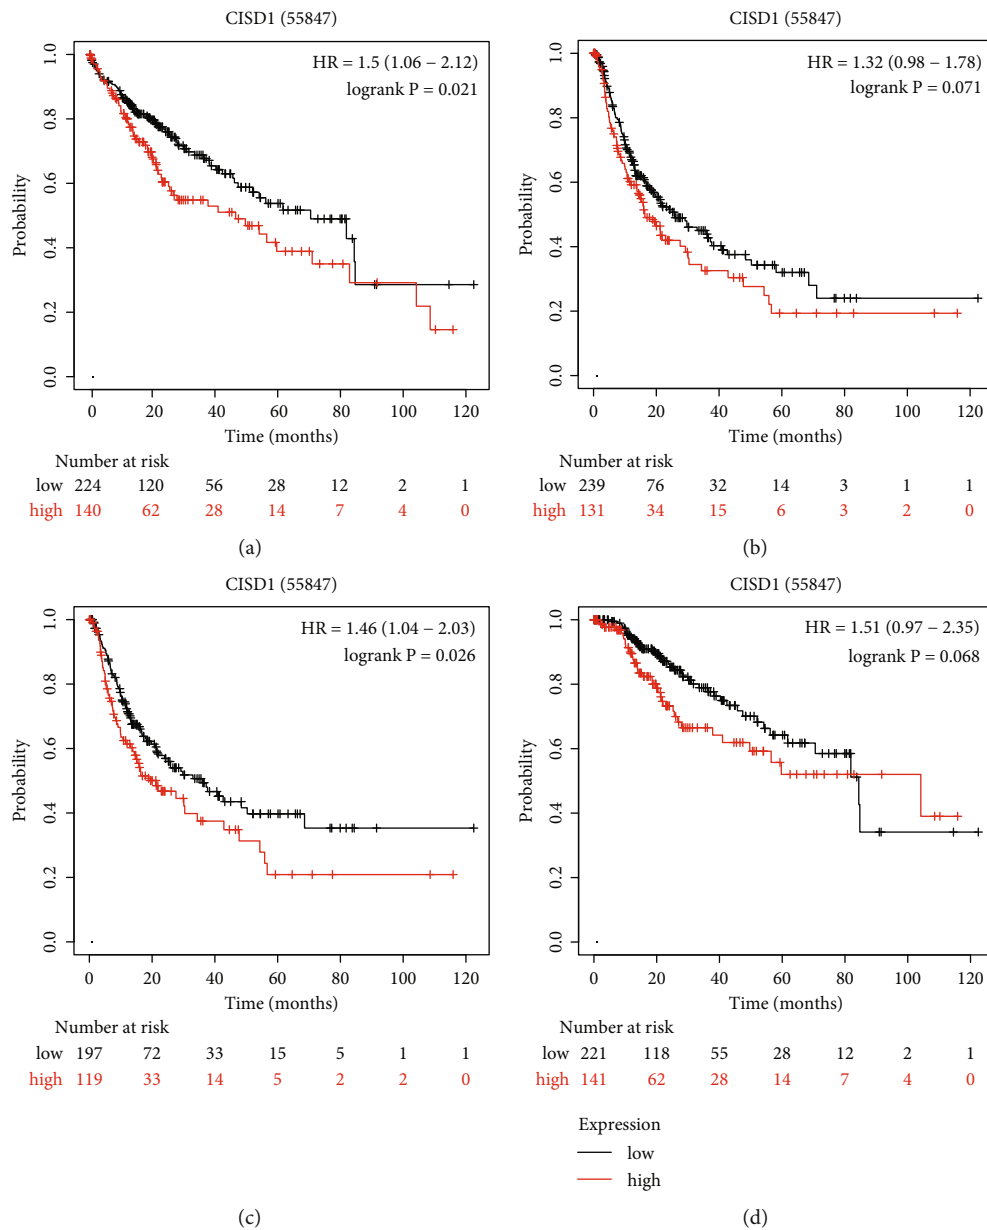 CISD1 (55847)
HR = 1.5 (1.06 – 2.12)
logrank P = 0.021
Probability
1.0
0.8
0.6
0.4
0.2
0.0
0 20 40 60 80 100 120
Time (months)
Number at risk
low 224 120 56 28 12 2 1
high 140 62 28 14 7 4 0
(a)
CISD1 (55847)
HR = 1.32 (0.98 – 1.78)
logrank P = 0.071
Probability
1.0
0.8
0.6
0.4
0.2
0.0
0 20 40 60 80 100 120
Time (months)
Number at risk
low 239 76 32 14 3 1 1
high 131 34 15 6 3 2 0
(b)
CISD1 (55847)
HR = 1.46 (1.04 – 2.03)
logrank P = 0.026
Probability
1.0
0.8
0.6
0.4
0.2
0.0
0 20 40 60 80 100 120
Time (months)
Number at risk
low 197 72 33 15 5 1 1
high 119 33 14 5 2 2 0
(c)
CISD1 (55847)
HR = 1.51 (0.97 – 2.35)
logrank P = 0.068
Probability
1.0
0.8
0.6
0.4
0.2
0.0
0 20 40 60 80 100 120
Time (months)
Number at risk
low 221 118 55 28 12 2 1
high 141 62 28 14 7 4 0
Expression
low
high
(d)